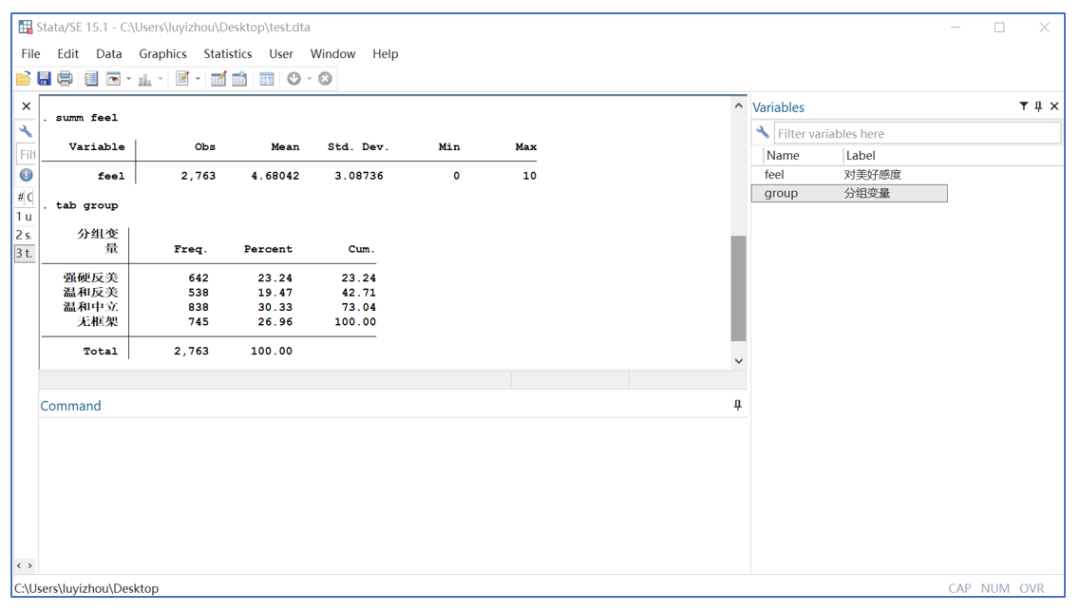 Stata/SE 15.1 - C:\Users\luyizhou\Desktop\test.dta
File Edit Data Graphics Statistics User Window Help
. summ feel
Variable Obs Mean Std. Dev. Min Max
feel 2,763 4.68042 3.08736 0 10
. tab group
分组变
量 Freq. Percent Cum.
强硬反美 642 23.24 23.24
温和反美 538 19.47 42.71
温和中立 838 30.33 73.04
无框架 745 26.96 100.00
Total 2,763 100.00
Filt
# C
1 u
2 s.
3 t.
Command
Variables
Filter variables here
Name Label
feel 对美好感度
group 分组变量
C:\Users\luyizhou\Desktop
CAP NUM OVR